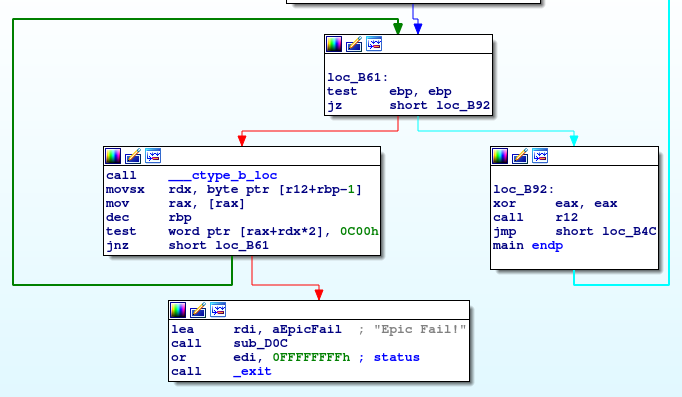 loc_B61:
test ebp, ebp
jz short loc_B92
call ___ctype_b_loc
movsx rdx, byte ptr [r12+rbp-1]
mov rax, [rax]
dec rbp
test word ptr [rax+rdx*2], 0C00h
jnz short loc_B61
loc_B92:
xor eax, eax
call r12
jmp short loc_B4C
main endp
lea rdi, aEpicFail ; "Epic Fail!"
call sub_D0C
or edi, 0FFFFFFFFh ; status
call _exit